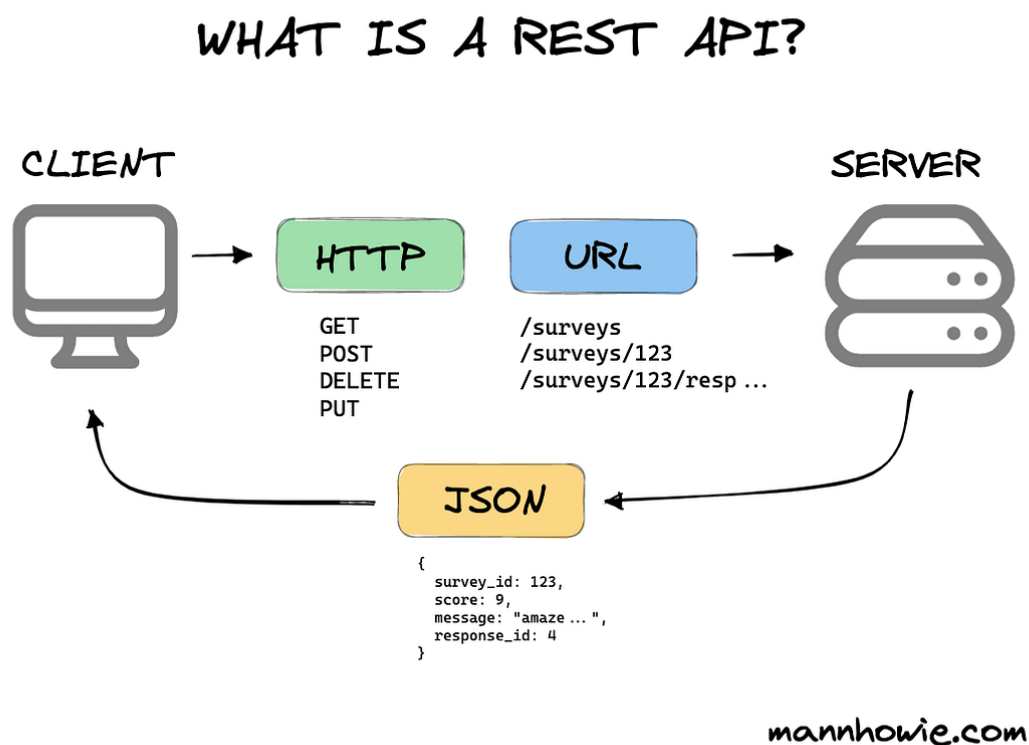 WHAT IS A REST API?
CLIENT
SERVER
HTTP
URL
GET
POST
DELETE
PUT
/surveys
/surveys/123
/surveys/123/resp...
JSON
{
survey_id: 123,
score: 9,
message: "amaze...",
response_id: 4
}
mannhowie.com